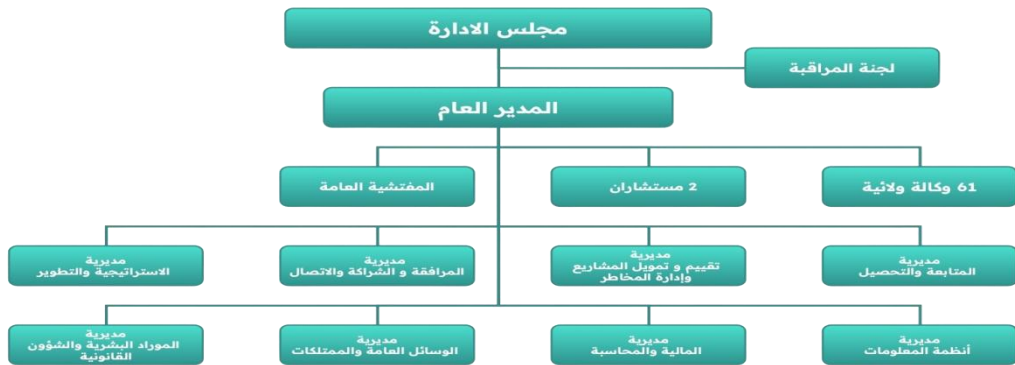 مجلس الادارة
لجنة المراقبة
المدير العام
61 وكالة ولائية
2 مستشاران
المفتشية العامة
مديرية
المتابعة والتحصيل
مديرية
تقييم و تمويل المشاريع
وإدارة المخاطر
مديرية
المرافقة و الشراكة والاتصال
مديرية
الاستراتيجية والتطوير
مديرية
أنظمة المعلومات
مديرية
المالية والمحاسبة
مديرية
الوسائل العامة والممتلكات
مديرية
الموراد البشرية والشؤون
القانونية